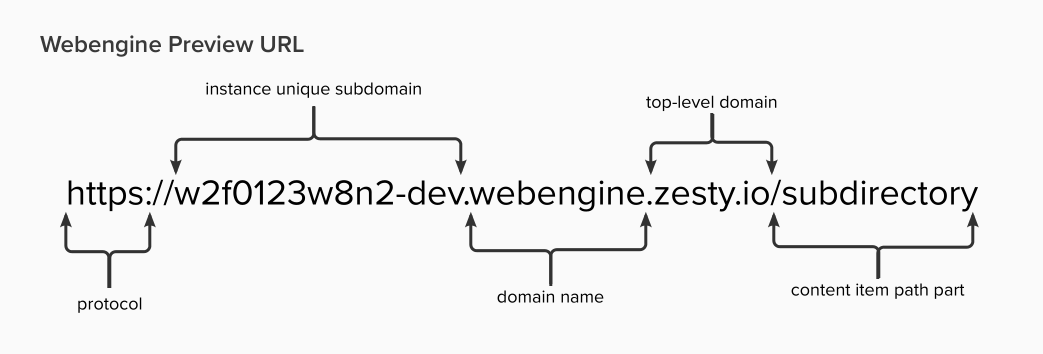 Webengine Preview URL
instance unique subdomain
top-level domain
https://w2f0123w8n2-dev.webengine.zesty.io/subdirectory
protocol
domain name
content item path part